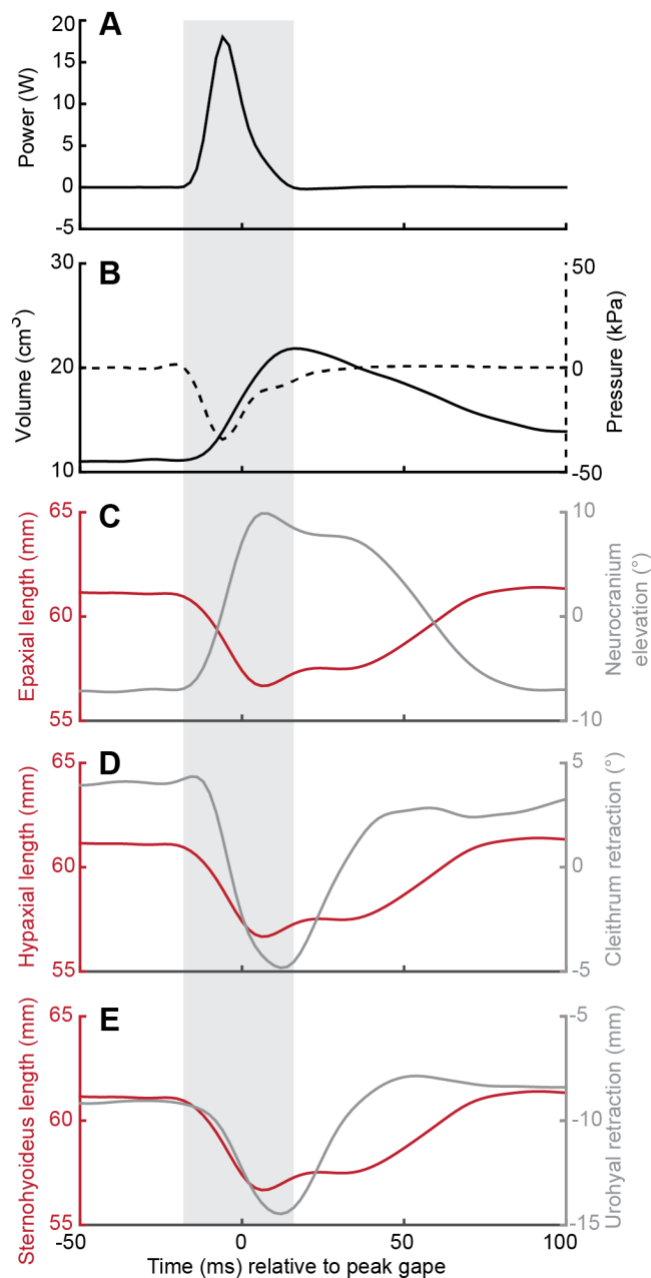 A
20
15
10
5
0
-5
Power (W)
B
30
20
10
Volume (cm³)
50
0
-50
Pressure (kPa)
C
65
60
55
Epaxial length (mm)
10
0
-10
Neurocranium
elevation (°)
D
65
60
55
Hypaxial length (mm)
5
0
-5
Cleithrum retraction (°)
E
65
60
55
Sternohyoideus length (mm)
-5
-10
-15
Urohyal retraction (mm)
-50
0
50
100
Time (ms) relative to peak gape